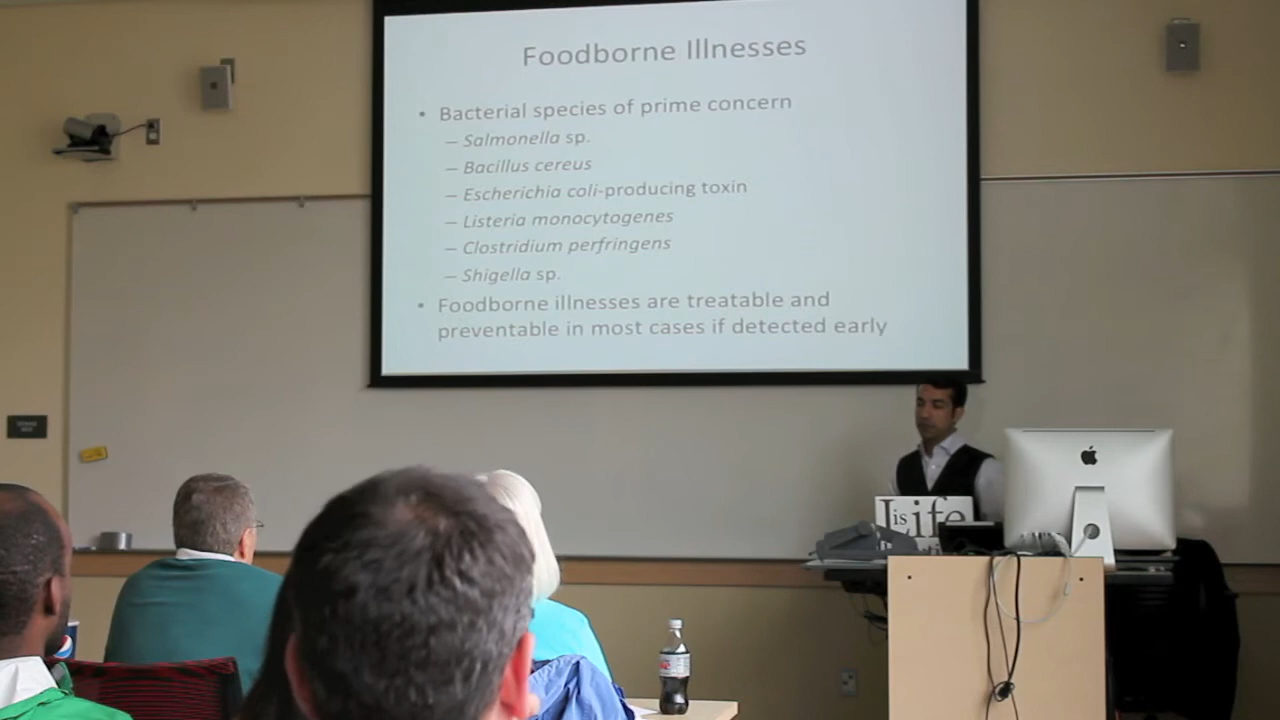 Foodborne Illnesses
• Bacterial species of prime concern
– Salmonella sp.
– Bacillus cereus
– Escherichia coli-producing toxin
– Listeria monocytogenes
– Clostridium perfringens
– Shigella sp.
• Foodborne illnesses are treatable and
preventable in most cases if detected early
is